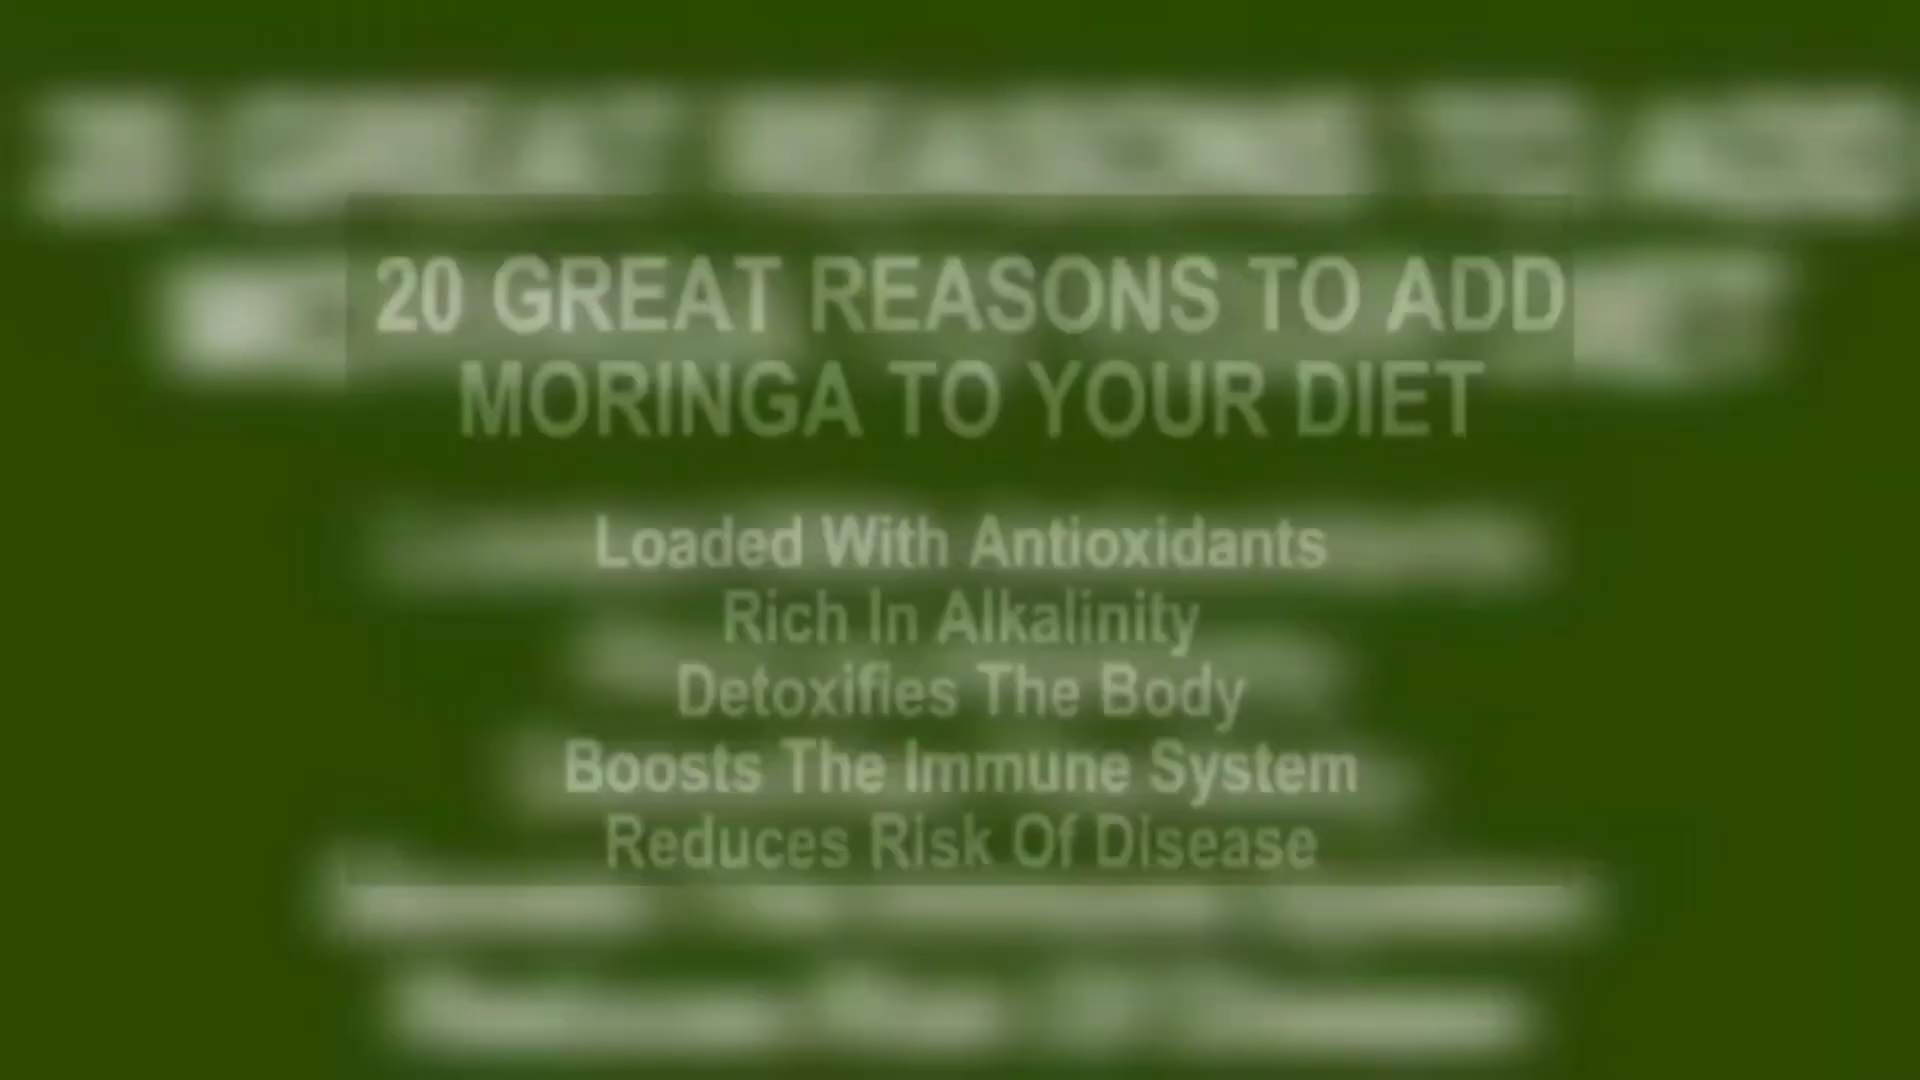 20 GREAT REASONS TO ADD
MORINGA TO YOUR DIET
Loaded With Antioxidants
Rich In Alkalinity
Detoxifies The Body
Boosts The Immune System
Reduces Risk Of Disease